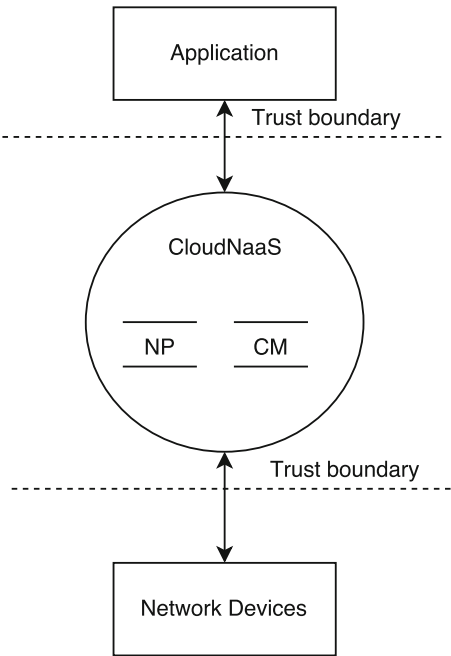 Application
Trust boundary
CloudNaaS
NP
CM
Trust boundary
Network Devices